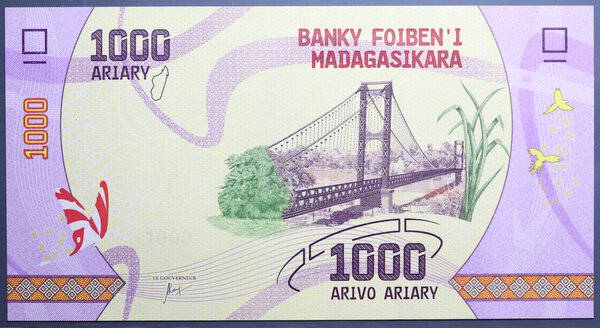 1000
ARIARY
BANKY FOIBEN'I
MADAGASIKARA
1000
LE GOUVERNEUR
1000
ARIVO ARIARY